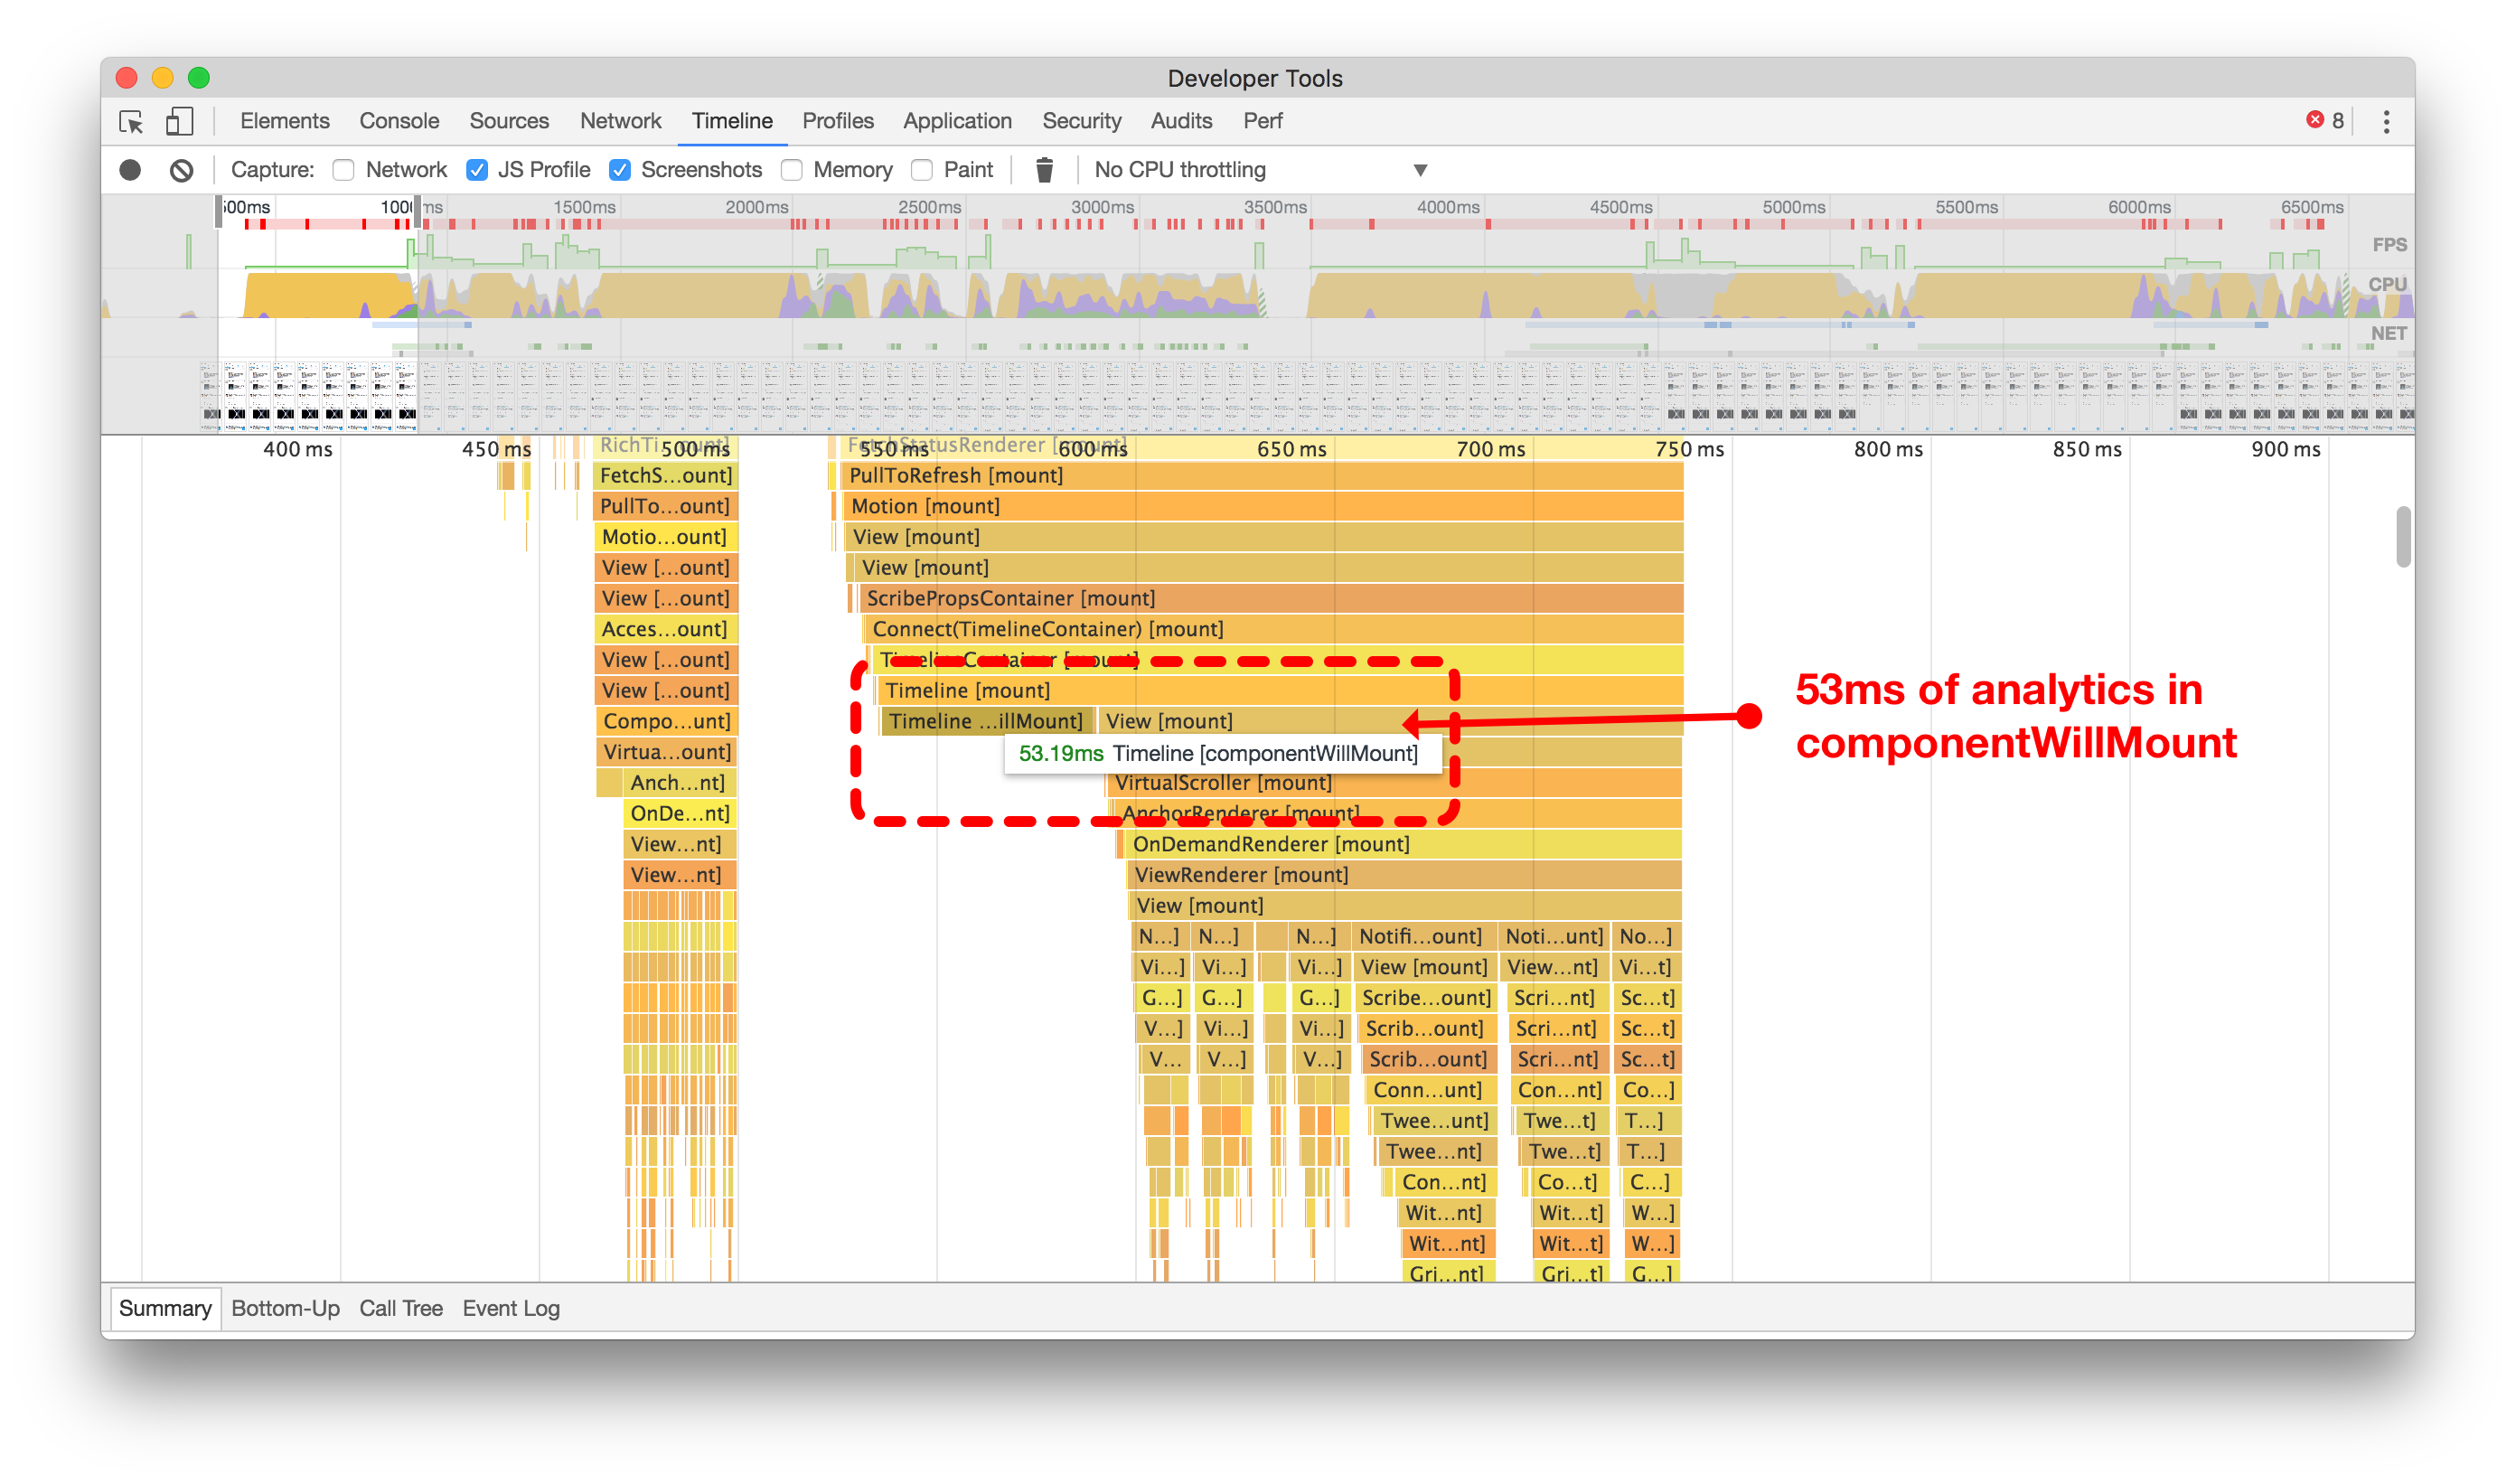 Developer Tools
Elements Console Sources Network Timeline Profiles Application Security Audits Perf 8
Capture: Network JS Profile Screenshots Memory Paint No CPU throttling
500ms 1000ms 1500ms 2000ms 2500ms 3000ms 3500ms 4000ms 4500ms 5000ms 5500ms 6000ms 6500ms
FPS
CPU
NET
RichTi...ount] FetchStatusRenderer [mount]
400 ms 450 ms 500 ms 550 ms 600 ms 650 ms 700 ms 750 ms 800 ms 850 ms 900 ms
FetchS...ount] PullToRefresh [mount]
PullTo...ount] Motion [mount]
Motio...ount] View [mount]
View [...ount] View [mount]
View [...ount] ScribePropsContainer [mount]
Acces...ount] Connect(TimelineContainer) [mount]
View [...ount] TimelineContainer [mount]
View [...ount] Timeline [mount]
Compo...unt] Timeline ...illMount] View [mount]
53ms of analytics in
componentWillMount
Virtua...ount] 53.19ms Timeline [componentWillMount]
Anch...nt] VirtualScroller [mount]
OnDe...nt] AnchorRenderer [mount]
View...nt] OnDemandRenderer [mount]
View...nt] ViewRenderer [mount]
View [mount]
N...] N...] N...] Notifi...ount] Noti...unt] No...]
Vi...] Vi...] Vi...] View [mount] View...nt] Vi...t]
G...] G...] G...] Scribe...ount] Scri...nt] Sc...t]
V...] Vi...] Vi...] Scrib...ount] Scri...nt] Sc...t]
V... V...] V...] Scrib...ount] Scri...nt] Sc...t]
Conn...unt] Con...nt] Co...]
Twee...unt] Twe...t] T...]
Twee...nt] Twe...t] T...]
Con...nt] Co...t] C...]
Wit...nt] Wit...t] W...]
Wit...nt] Wit...t] W...]
Gri...nt] Gri...t] G...]
Summary Bottom-Up Call Tree Event Log